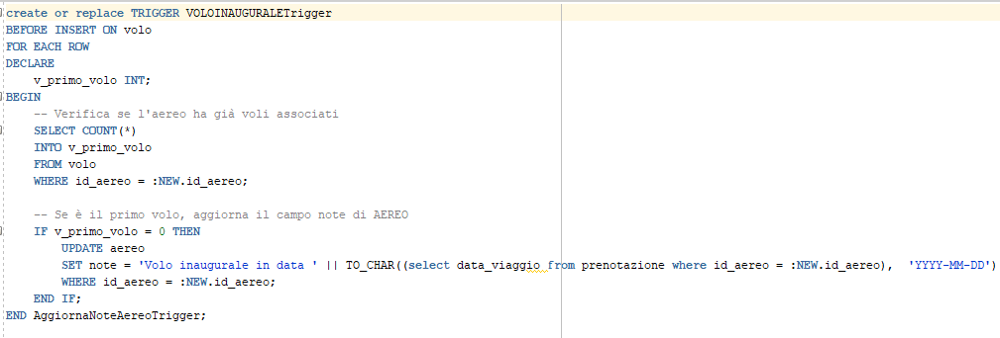 create or replace TRIGGER VOLOINAUGURALETrigger
BEFORE INSERT ON volo
FOR EACH ROW
DECLARE
    v_primo_volo INT;
BEGIN
    -- Verifica se l'aereo ha già voli associati
    SELECT COUNT(*)
    INTO v_primo_volo
    FROM volo
    WHERE id_aereo = :NEW.id_aereo;

    -- Se è il primo volo, aggiorna il campo note di AEREO
    IF v_primo_volo = 0 THEN
        UPDATE aereo
        SET note = 'Volo inaugurale in data ' || TO_CHAR((select data_viaggio from prenotazione where id_aereo = :NEW.id_aereo),  'YYYY-MM-DD')
        WHERE id_aereo = :NEW.id_aereo;
    END IF;
END AggiornaNoteAereoTrigger;